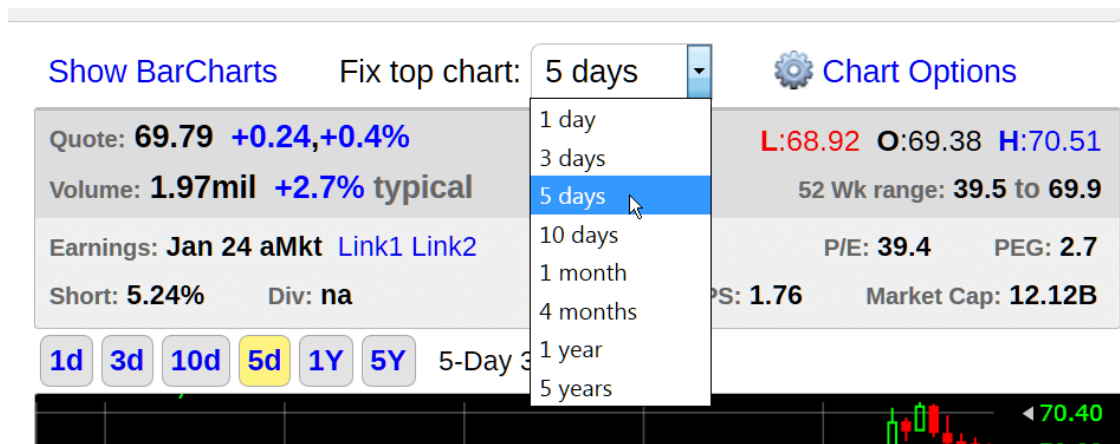 Show BarCharts Fix top chart: 5 days Chart Options
1 day
3 days
5 days
10 days
1 month
4 months
1 year
5 years
Quote: 69.79 +0.24,+0.4% L:68.92 O:69.38 H:70.51
Volume: 1.97mil +2.7% typical 52 Wk range: 39.5 to 69.9
Earnings: Jan 24 aMkt Link1 Link2 P/E: 39.4 PEG: 2.7
Short: 5.24% Div: na PS: 1.76 Market Cap: 12.12B
1d 3d 10d 5d 1Y 5Y 5-Day
70.40